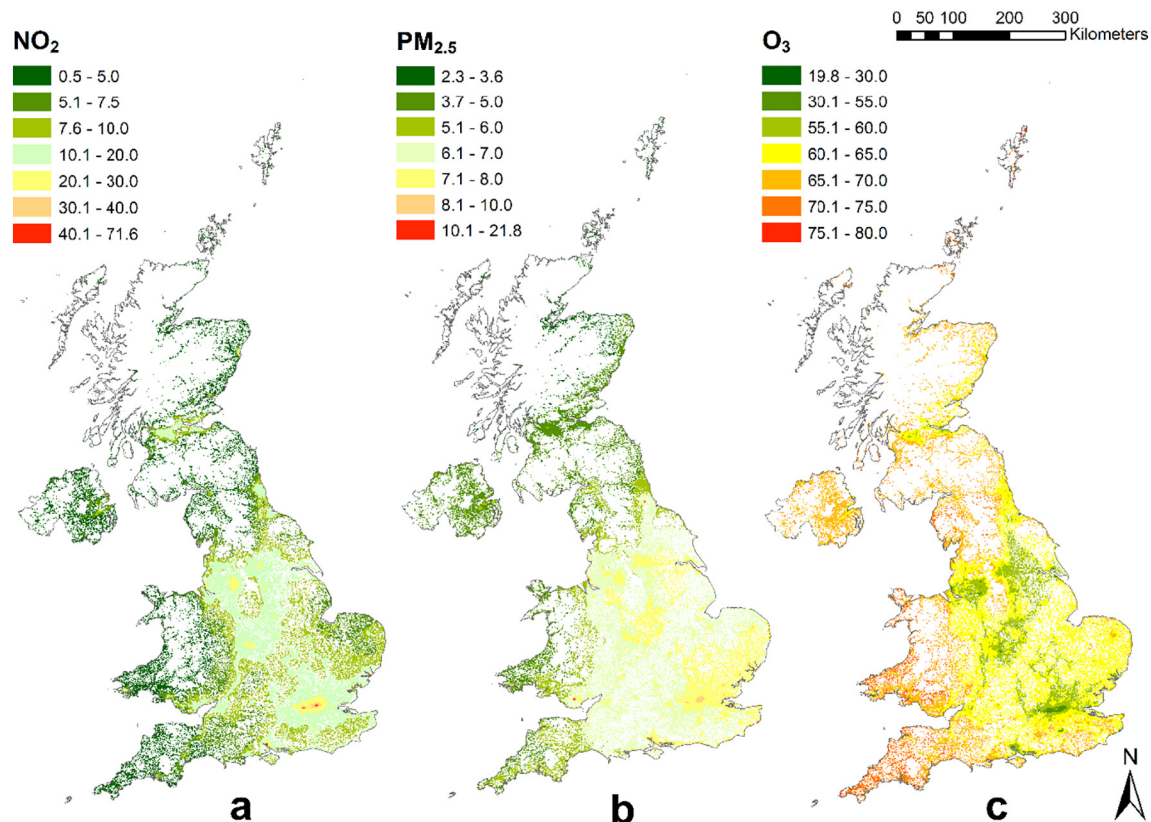 0 50 100 200 300
Kilometers
NO₂
0.5 - 5.0
5.1 - 7.5
7.6 - 10.0
10.1 - 20.0
20.1 - 30.0
30.1 - 40.0
40.1 - 71.6
PM₂.₅
2.3 - 3.6
3.7 - 5.0
5.1 - 6.0
6.1 - 7.0
7.1 - 8.0
8.1 - 10.0
10.1 - 21.8
O₃
19.8 - 30.0
30.1 - 55.0
55.1 - 60.0
60.1 - 65.0
65.1 - 70.0
70.1 - 75.0
75.1 - 80.0
a
b
c
N